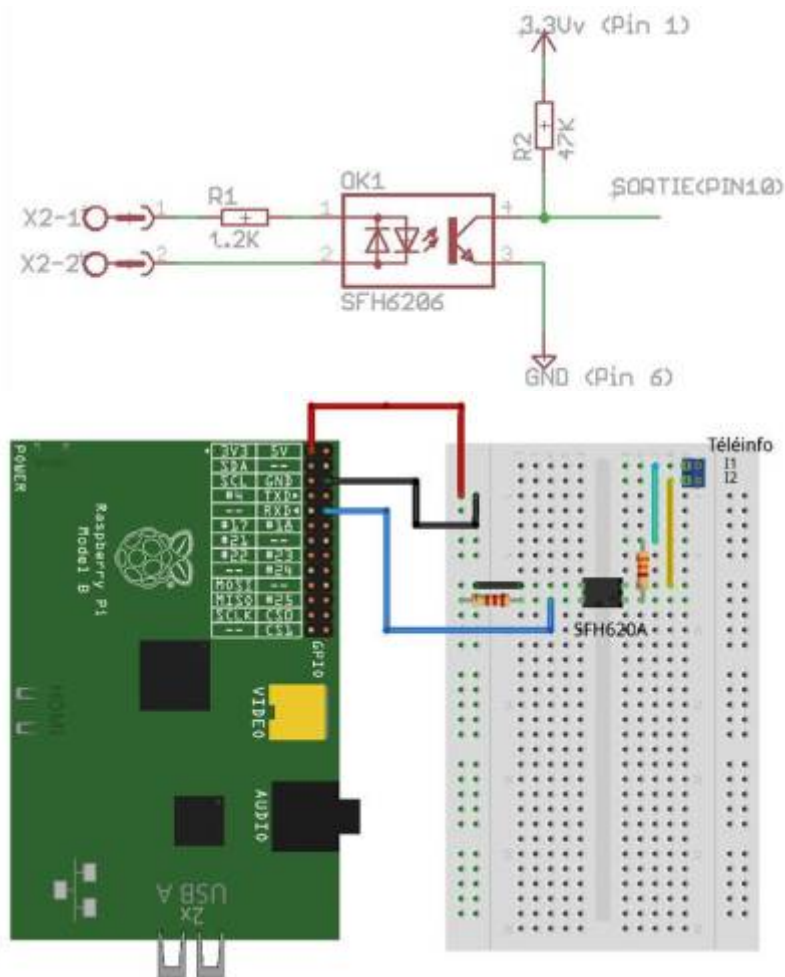 3.3Vv (Pin 1)
R2
47K
OK1
R1
1.2K
SORTIE(PIN10)
X2-1
1
1
4
X2-2
2
2
3
SFH6206
GND (Pin 6)
POWER
3V3 5V
SDA --
SCL GND
#4 TXD
-- RXD
#17 #18
#21 --
#22 #23
-- #24
MOSI --
MISO #25
SCLK CS0
-- CS1
GPIO
Raspberry Pi
Model B
HDMI
VIDEO
AUDIO
USB A
2x
Téléinfo
I1
I2
SFH620A